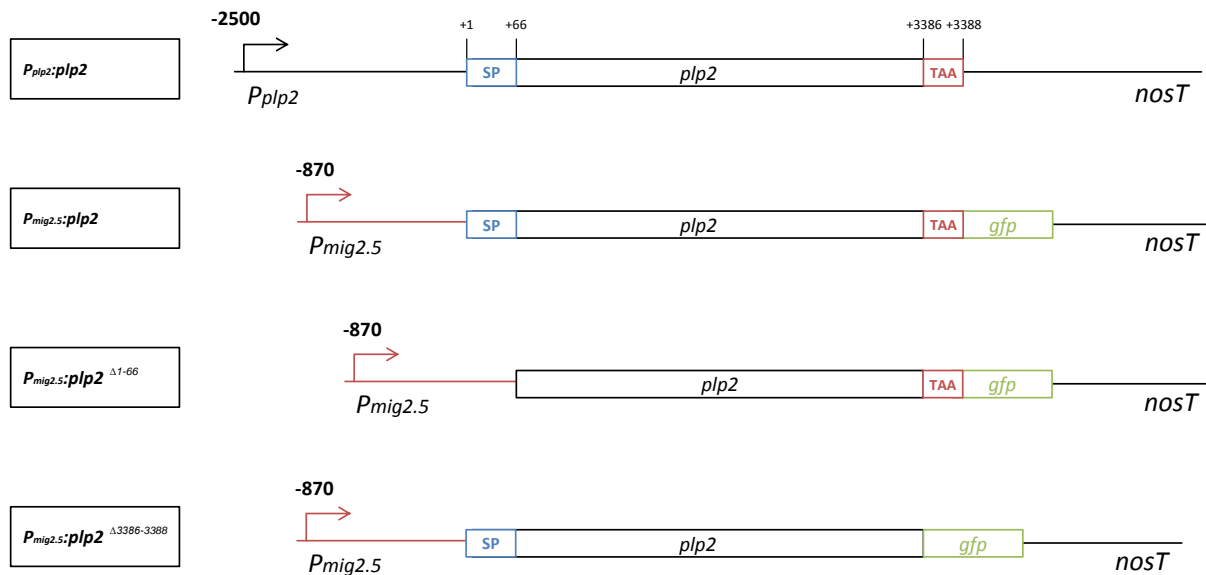 -2500
+1 +66 +3386 +3388
Pplp2:plp2
SP plp2 TAA
Pplp2 nosT
-870
Pmig2.5:plp2
SP plp2 TAA gfp
Pmig2.5 nosT
-870
Pmig2.5:plp2 Δ1-66
plp2 TAA gfp
Pmig2.5 nosT
-870
Pmig2.5:plp2 Δ3386-3388
SP plp2 gfp
Pmig2.5 nosT